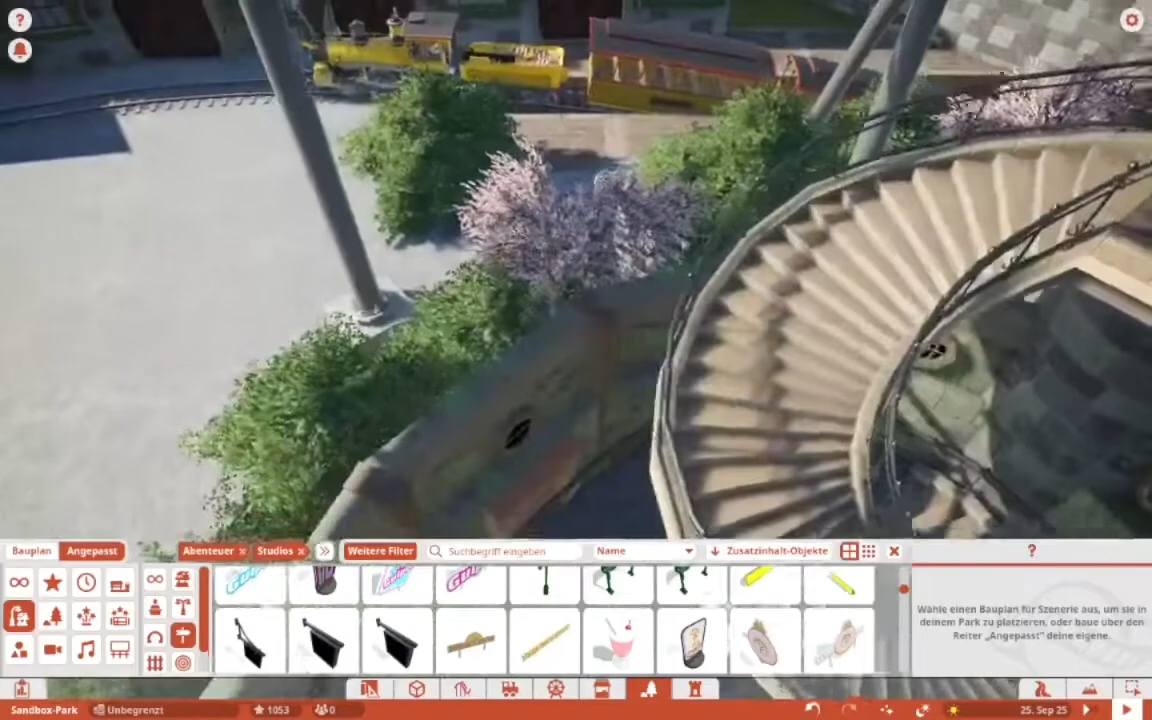 Bauplan
Angepasst
Abenteuer
Studios
Weitere Filter
Suchbegriff eingeben
Name
Zusatzinhalt-Objekte
Wähle einen Bauplan für Szenerie aus, um sie in
deinem Park zu platzieren, oder baue über den
Reiter „Angepasst“ deine eigene.
Sandbox-Park
Unbegrenzt
1053
0
25. Sep 25